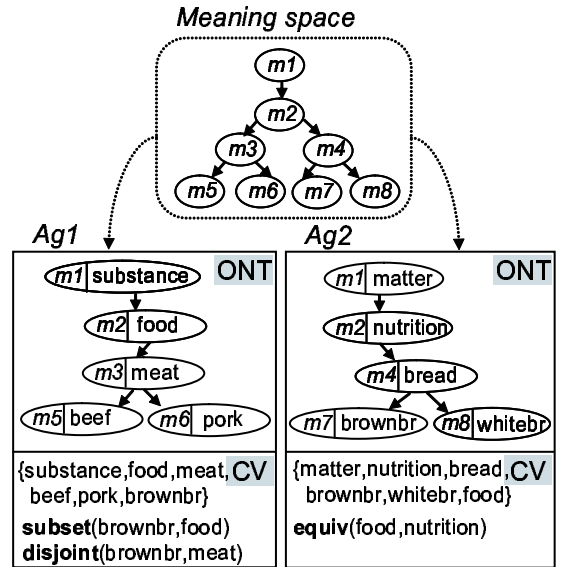 Meaning space
m1
m2
m3 m4
m5 m6 m7 m8
Ag1
ONT
m1 substance
m2 food
m3 meat
m5 beef m6 pork
{substance,food,meat, CV
beef,pork,brownbr}
subset(brownbr,food)
disjoint(brownbr,meat)
Ag2
ONT
m1 matter
m2 nutrition
m4 bread
m7 brownbr m8 whitebr
{matter,nutrition,bread, CV
brownbr,whitebr,food}
equiv(food,nutrition)